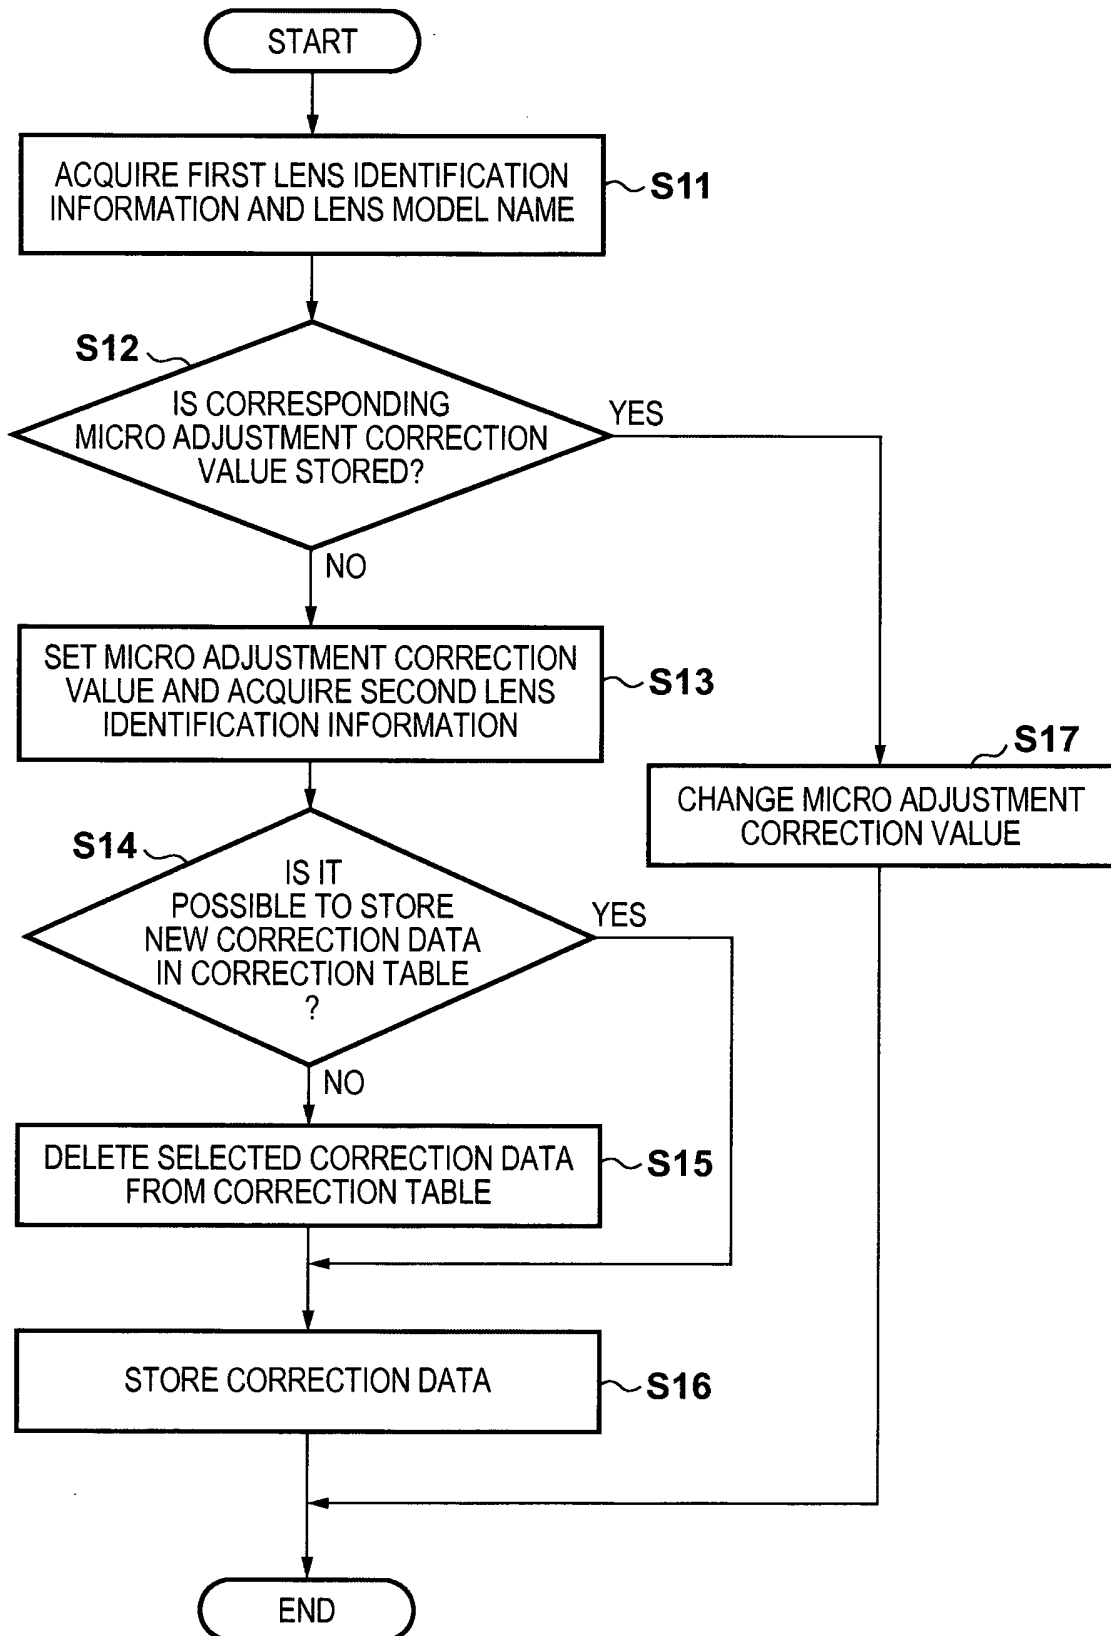 START
ACQUIRE FIRST LENS IDENTIFICATION
INFORMATION AND LENS MODEL NAME
S11
S12
IS CORRESPONDING
MICRO ADJUSTMENT CORRECTION
VALUE STORED?
YES
NO
SET MICRO ADJUSTMENT CORRECTION
VALUE AND ACQUIRE SECOND LENS
IDENTIFICATION INFORMATION
S13
S17
CHANGE MICRO ADJUSTMENT
CORRECTION VALUE
S14
IS IT
POSSIBLE TO STORE
NEW CORRECTION DATA
IN CORRECTION TABLE
?
YES
NO
DELETE SELECTED CORRECTION DATA
FROM CORRECTION TABLE
S15
STORE CORRECTION DATA
S16
END